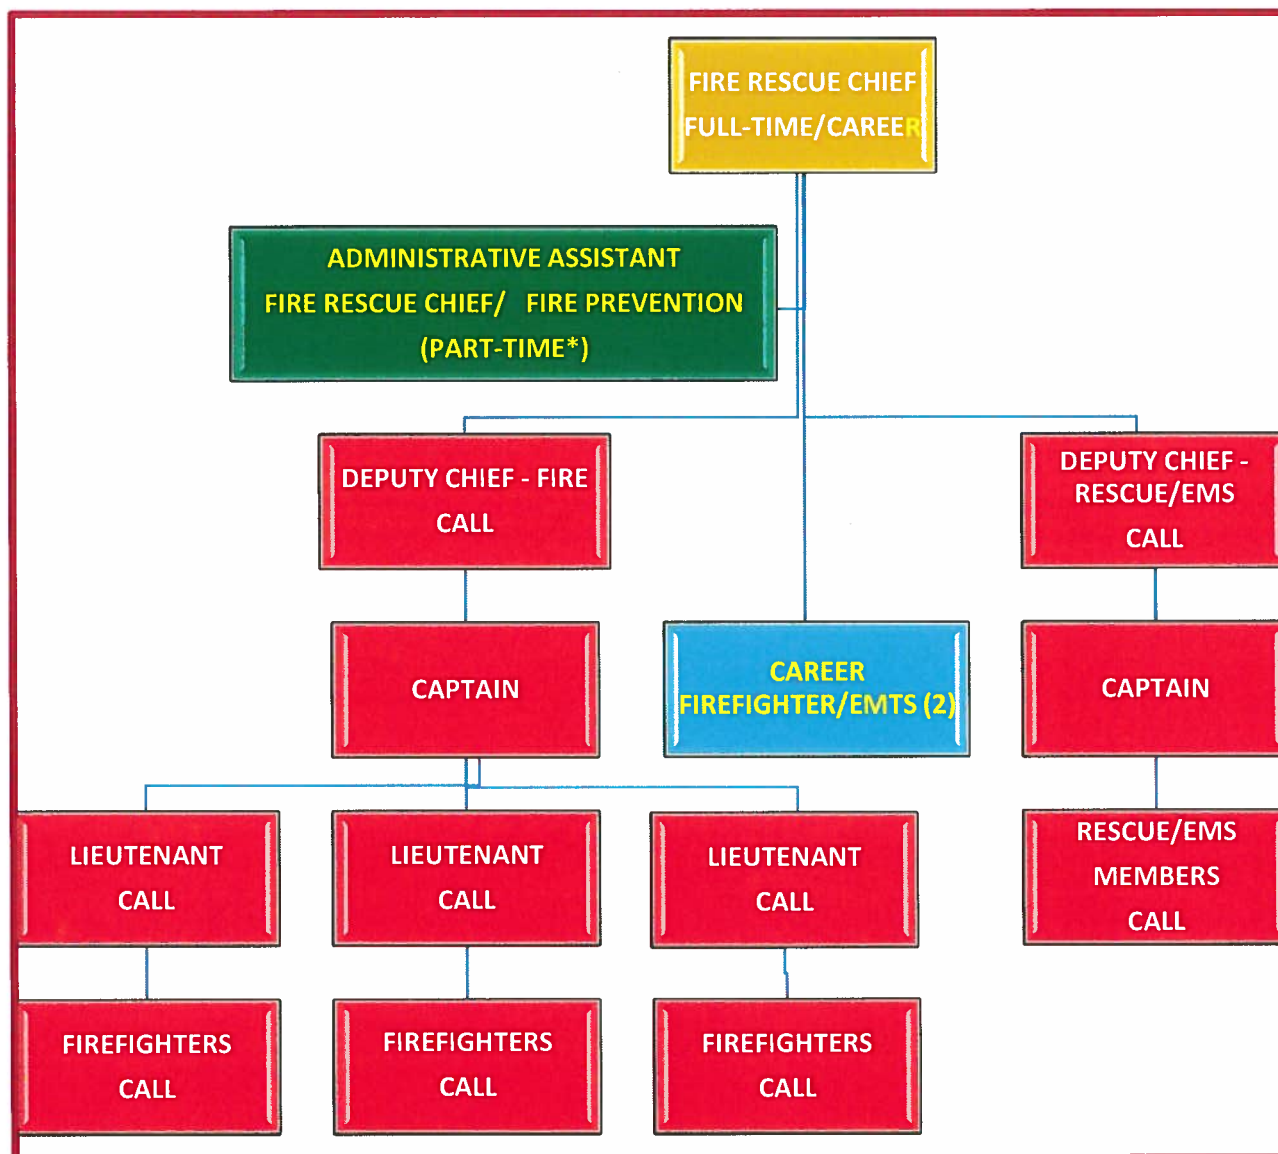 FIRE RESCUE CHIEF
FULL-TIME/CAREER
ADMINISTRATIVE ASSISTANT
FIRE RESCUE CHIEF/ FIRE PREVENTION
(PART-TIME*)
DEPUTY CHIEF - FIRE
CALL
DEPUTY CHIEF -
RESCUE/EMS
CALL
CAPTAIN
CAREER
FIREFIGHTER/EMTS (2)
CAPTAIN
LIEUTENANT
CALL
LIEUTENANT
CALL
LIEUTENANT
CALL
RESCUE/EMS
MEMBERS
CALL
FIREFIGHTERS
CALL
FIREFIGHTERS
CALL
FIREFIGHTERS
CALL